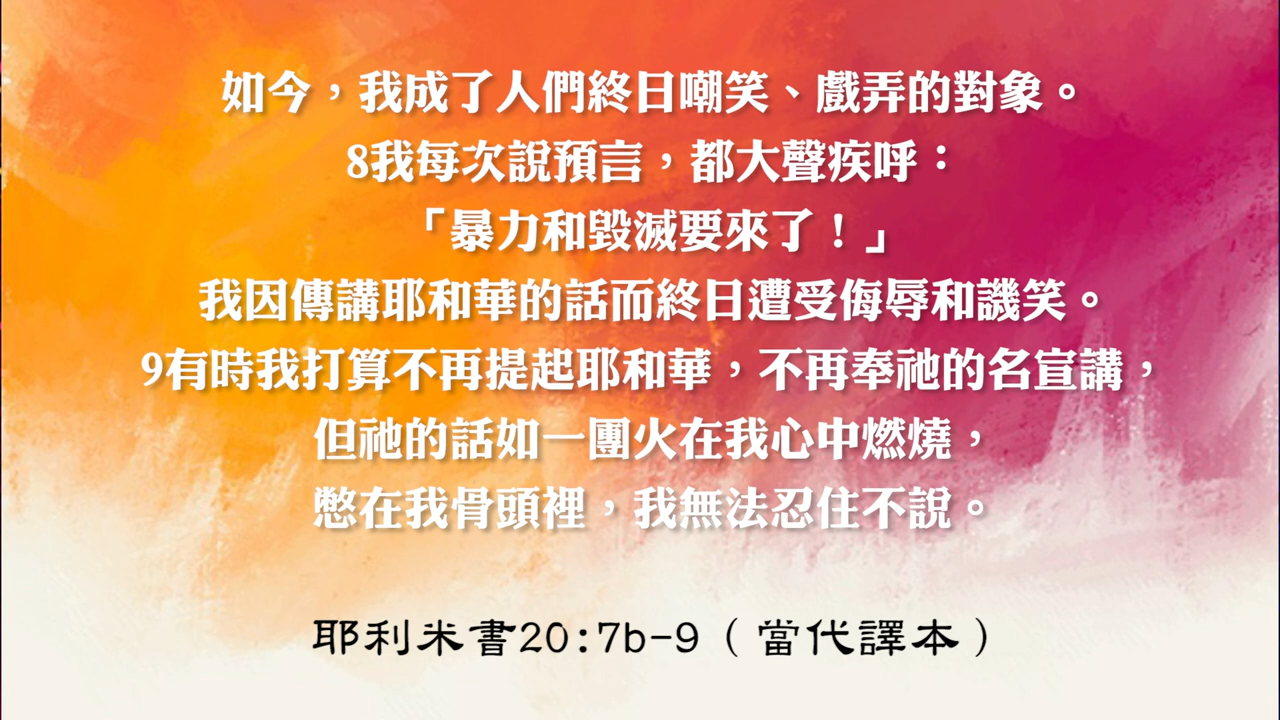 如今，我成了人們終日嘲笑、戲弄的對象。
8我每次說預言，都大聲疾呼：
「暴力和毀滅要來了！」
我因傳講耶和華的話而終日遭受侮辱和譏笑。
9有時我打算不再提起耶和華，不再奉祂的名宣講，
但祂的話如一團火在我心中燃燒，
憋在我骨頭裡，我無法忍住不說。
耶利米書20:7b-9（當代譯本）